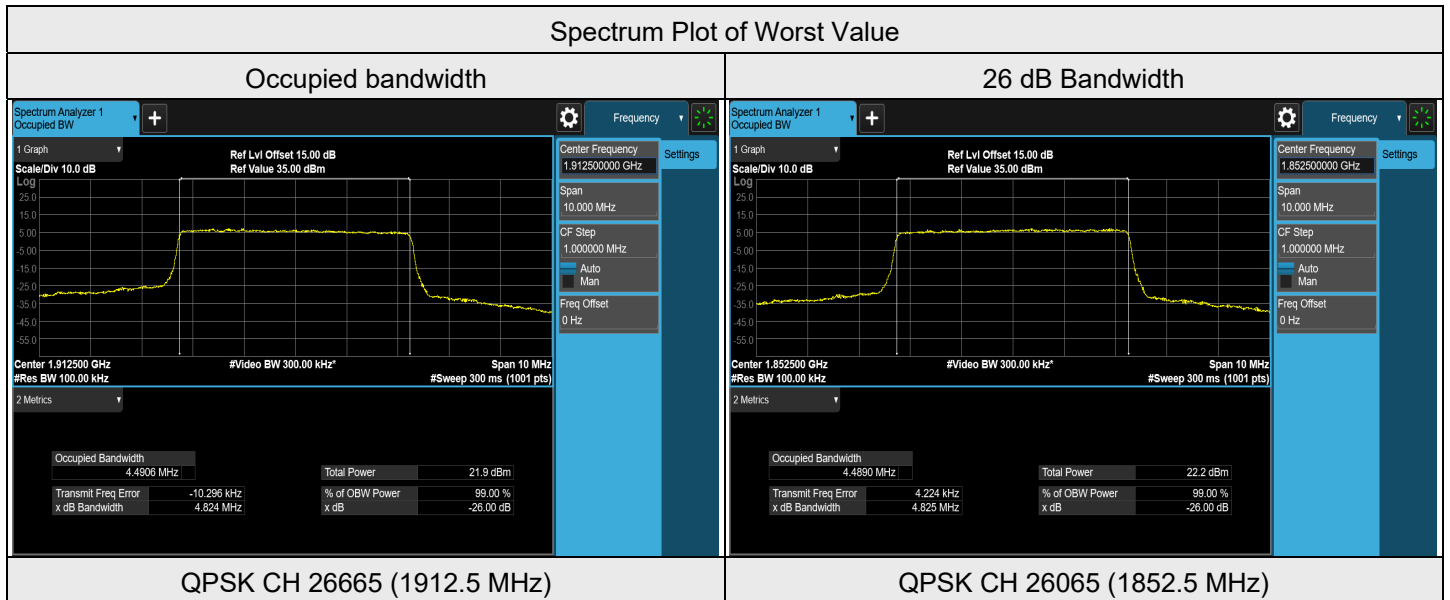 Spectrum Plot of Worst Value
Occupied bandwidth
26 dB Bandwidth
Spectrum Analyzer 1
Occupied BW
+
Frequency
1 Graph
Scale/Div 10.0 dB
Ref Lvl Offset 15.00 dB
Ref Value 35.00 dBm
Log
25.0
15.0
5.00
-5.00
-15.0
-25.0
-35.0
-45.0
-55.0
Center 1.912500 GHz
#Video BW 300.00 kHz*
Span 10 MHz
#Res BW 100.00 kHz
#Sweep 300 ms (1001 pts)
Center Frequency
1.912500000 GHz
Settings
Span
10.000 MHz
CF Step
1.000000 MHz
Auto
Man
Freq Offset
0 Hz
2 Metrics
Occupied Bandwidth
4.4906 MHz
Total Power 21.9 dBm
Transmit Freq Error -10.296 kHz
% of OBW Power 99.00 %
x dB Bandwidth 4.824 MHz
x dB -26.00 dB
Spectrum Analyzer 1
Occupied BW
+
Frequency
1 Graph
Scale/Div 10.0 dB
Ref Lvl Offset 15.00 dB
Ref Value 35.00 dBm
Log
25.0
15.0
5.00
-5.00
-15.0
-25.0
-35.0
-45.0
-55.0
Center 1.852500 GHz
#Video BW 300.00 kHz*
Span 10 MHz
#Res BW 100.00 kHz
#Sweep 300 ms (1001 pts)
Center Frequency
1.852500000 GHz
Settings
Span
10.000 MHz
CF Step
1.000000 MHz
Auto
Man
Freq Offset
0 Hz
2 Metrics
Occupied Bandwidth
4.4890 MHz
Total Power 22.2 dBm
Transmit Freq Error 4.224 kHz
% of OBW Power 99.00 %
x dB Bandwidth 4.825 MHz
x dB -26.00 dB
QPSK CH 26665 (1912.5 MHz)
QPSK CH 26065 (1852.5 MHz)